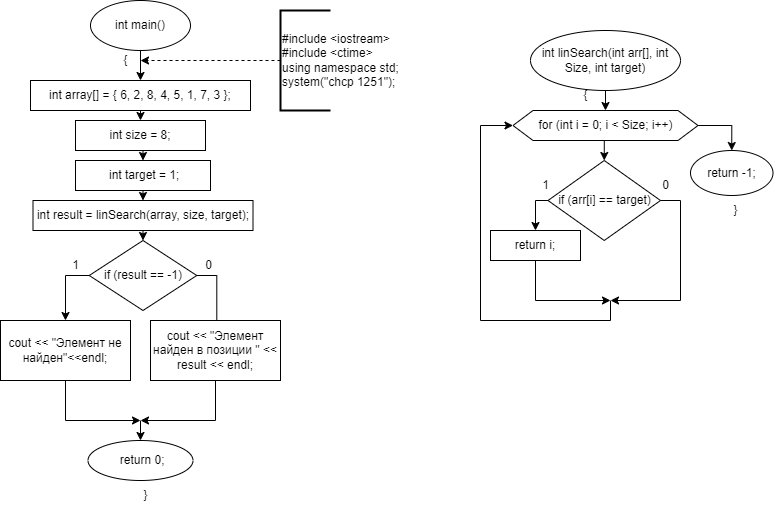 int main()
{
#include <iostream>
#include <ctime>
using namespace std;
system("chcp 1251");
int array[] = { 6, 2, 8, 4, 5, 1, 7, 3 };
int size = 8;
int target = 1;
int result = linSearch(array, size, target);
1
if (result == -1)
0
cout << "Элемент не
найден"<<endl;
cout << "Элемент
найден в позиции " <<
result << endl;
return 0;
}
int linSearch(int arr[], int
Size, int target)
{
for (int i = 0; i < Size; i++)
return -1;
}
1
if (arr[i] == target)
0
return i;